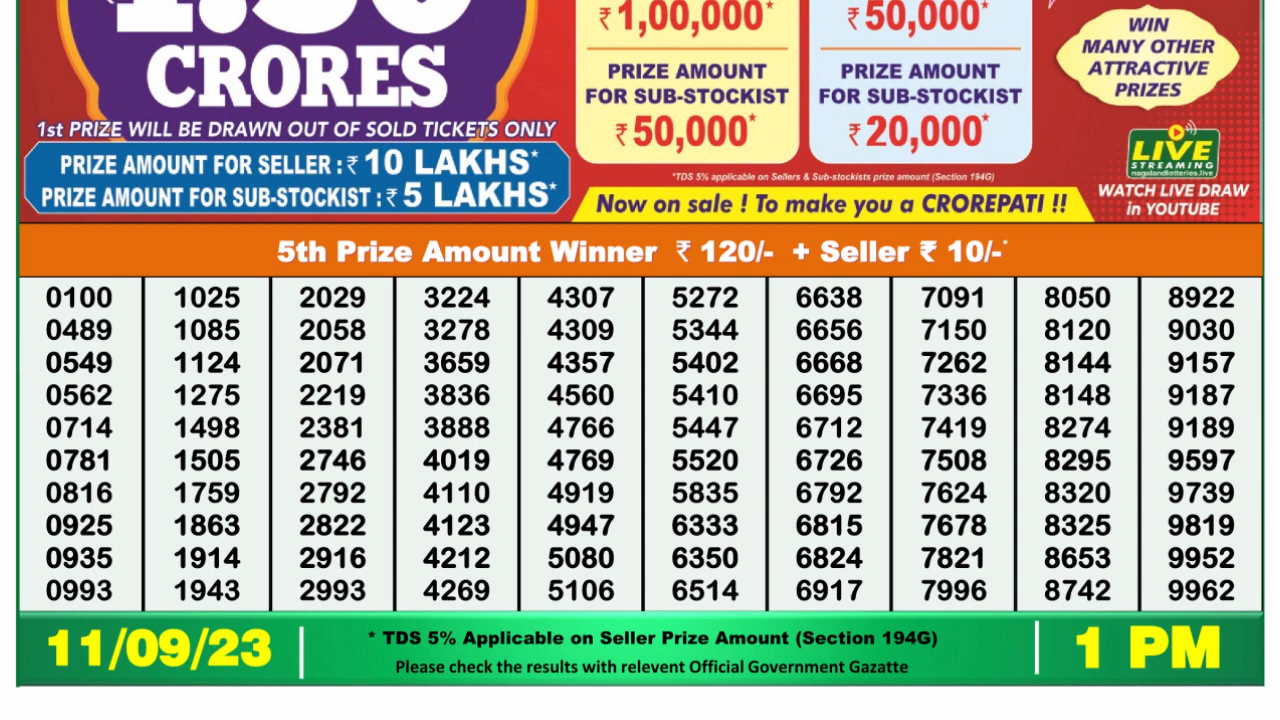 CRORES
1st PRIZE WILL BE DRAWN OUT OF SOLD TICKETS ONLY
PRIZE AMOUNT FOR SELLER : ₹ 10 LAKHS*
PRIZE AMOUNT FOR SUB-STOCKIST : ₹ 5 LAKHS*
₹ 1,00,000*
PRIZE AMOUNT
FOR SUB-STOCKIST
₹ 50,000*
₹ 50,000*
PRIZE AMOUNT
FOR SUB-STOCKIST
₹ 20,000*
*TDS 5% applicable on Sellers & Sub-stockists prize amount (Section 194G)
Now on sale ! To make you a CROREPATI !!
WIN
MANY OTHER
ATTRACTIVE
PRIZES
LIVE
STREAMING
nagalandlotteries.live
WATCH LIVE DRAW
in YOUTUBE
5th Prize Amount Winner ₹ 120/- + Seller ₹ 10/-*
0100 1025 2029 3224 4307 5272 6638 7091 8050 8922
0489 1085 2058 3278 4309 5344 6656 7150 8120 9030
0549 1124 2071 3659 4357 5402 6668 7262 8144 9157
0562 1275 2219 3836 4560 5410 6695 7336 8148 9187
0714 1498 2381 3888 4766 5447 6712 7419 8274 9189
0781 1505 2746 4019 4769 5520 6726 7508 8295 9597
0816 1759 2792 4110 4919 5835 6792 7624 8320 9739
0925 1863 2822 4123 4947 6333 6815 7678 8325 9819
0935 1914 2916 4212 5080 6350 6824 7821 8653 9952
0993 1943 2993 4269 5106 6514 6917 7996 8742 9962
11/09/23
* TDS 5% Applicable on Seller Prize Amount (Section 194G)
Please check the results with relevent Official Government Gazatte
1 PM